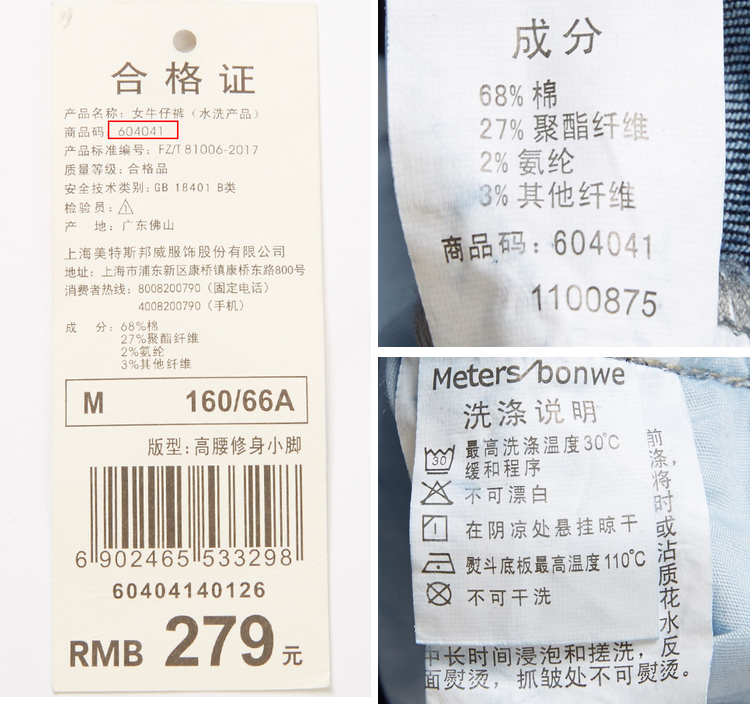 合格证
产品名称：女牛仔裤（水洗产品）
商品码：604041
产品标准编号：FZ/T 81006-2017
质量等级：合格品
安全技术类别：GB 18401 B类
检验员：1
产 地：广东佛山
上海美特斯邦威服饰股份有限公司
地址：上海市浦东新区康桥镇康桥东路800号
消费者热线：8008200790（固定电话）
4008200790（手机）
成 分：68%棉
27%聚酯纤维
2%氨纶
3%其他纤维
M 160/66A
版型：高腰修身小脚
6 902465 533298
60404140126
RMB 279元
成分
68% 棉
27% 聚酯纤维
2% 氨纶
3% 其他纤维
商品码：604041
1100875
Meters/bonwe
洗涤说明
30 最高洗涤温度30℃
缓和程序
不可漂白
在阴凉处悬挂晾干
熨斗底板最高温度110℃
不可干洗
前
涤，
将
时
或沾
质
花
水
反
中长时间浸泡和搓洗，
面熨烫，抓皱处不可熨烫。